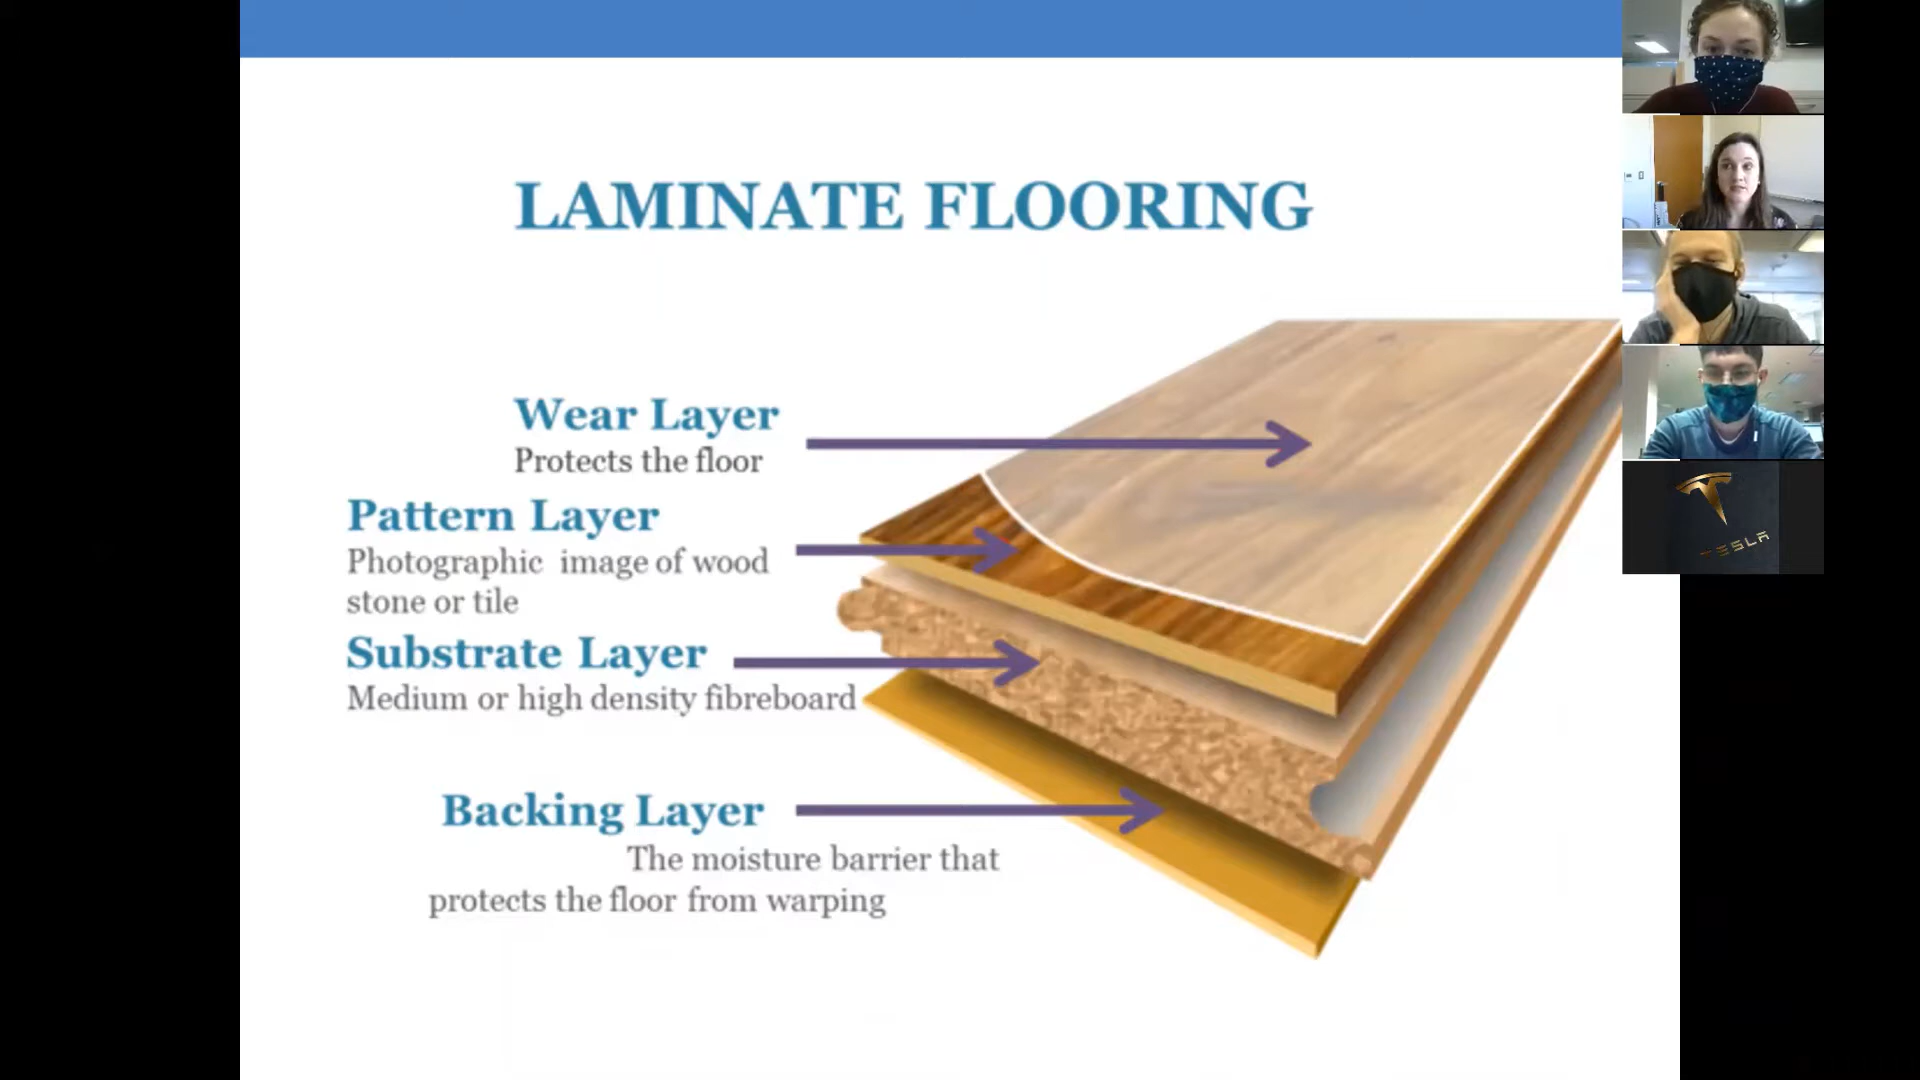 LAMINATE FLOORING
Wear Layer
Protects the floor
Pattern Layer
Photographic image of wood
stone or tile
Substrate Layer
Medium or high density fibreboard
Backing Layer
The moisture barrier that
protects the floor from warping
TESLA